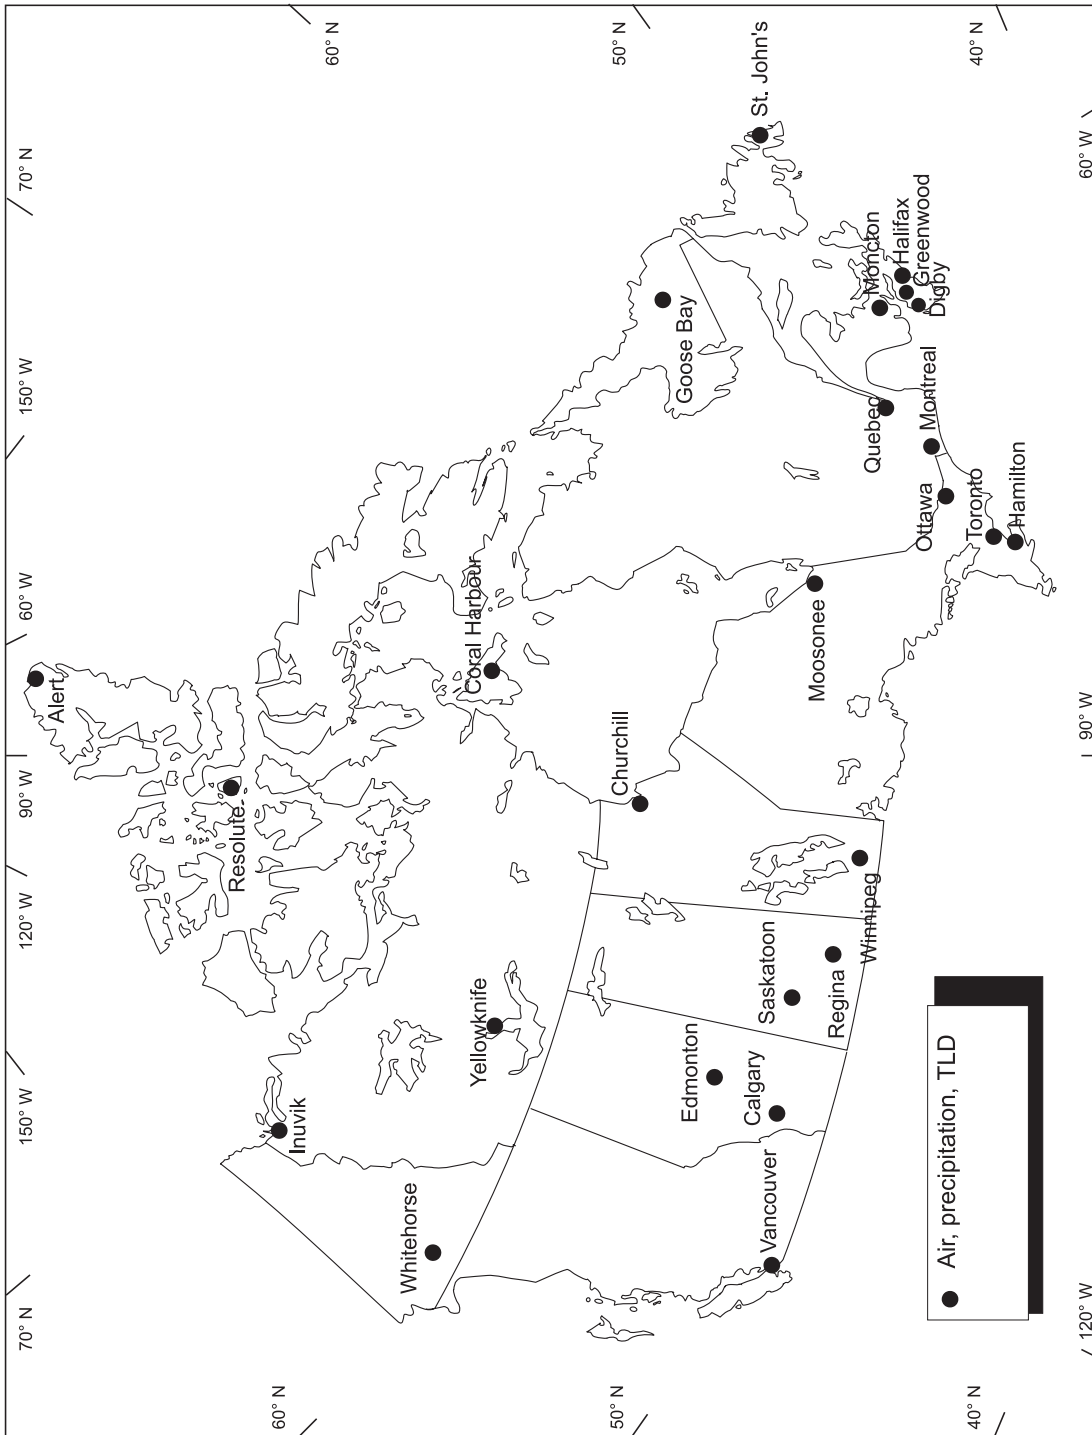 70° N
150° W
120° W
90° W
60° W
150° W
70° N
60° N
60° N
50° N
50° N
40° N
40° N
120° W
90° W
60° W
Alert
Resolute
Inuvik
Whitehorse
Yellowknife
Coral Harbour
Churchill
Goose Bay
St. John's
Edmonton
Calgary
Vancouver
Saskatoon
Regina
Winnipeg
Moosonee
Quebec
Montreal
Ottawa
Toronto
Hamilton
Moncton
Halifax
Greenwood
Digby
Air, precipitation, TLD